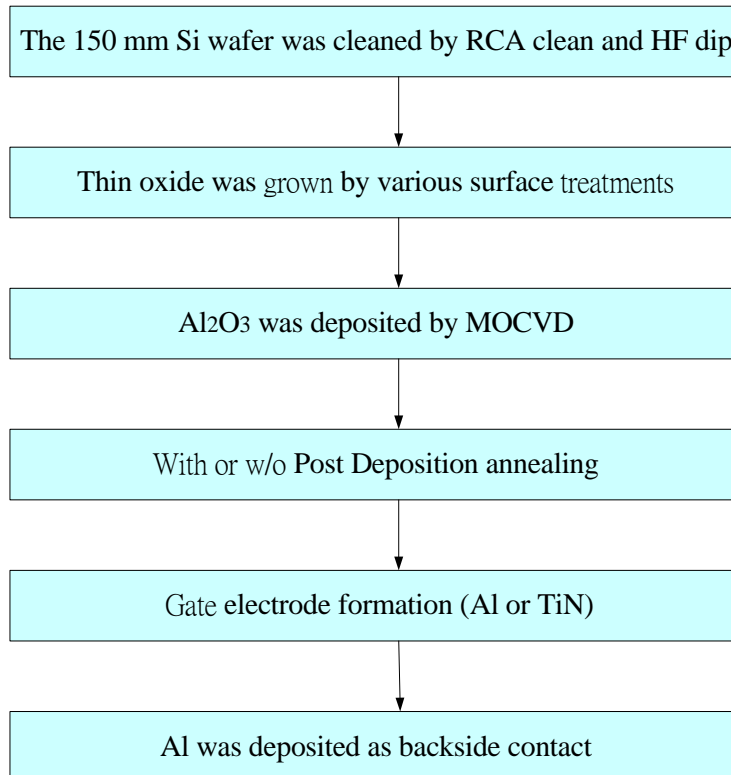 The 150 mm Si wafer was cleaned by RCA clean and HF dip
Thin oxide was grown by various surface treatments
Al2O3 was deposited by MOCVD
With or w/o Post Deposition annealing
Gate electrode formation (Al or TiN)
Al was deposited as backside contact